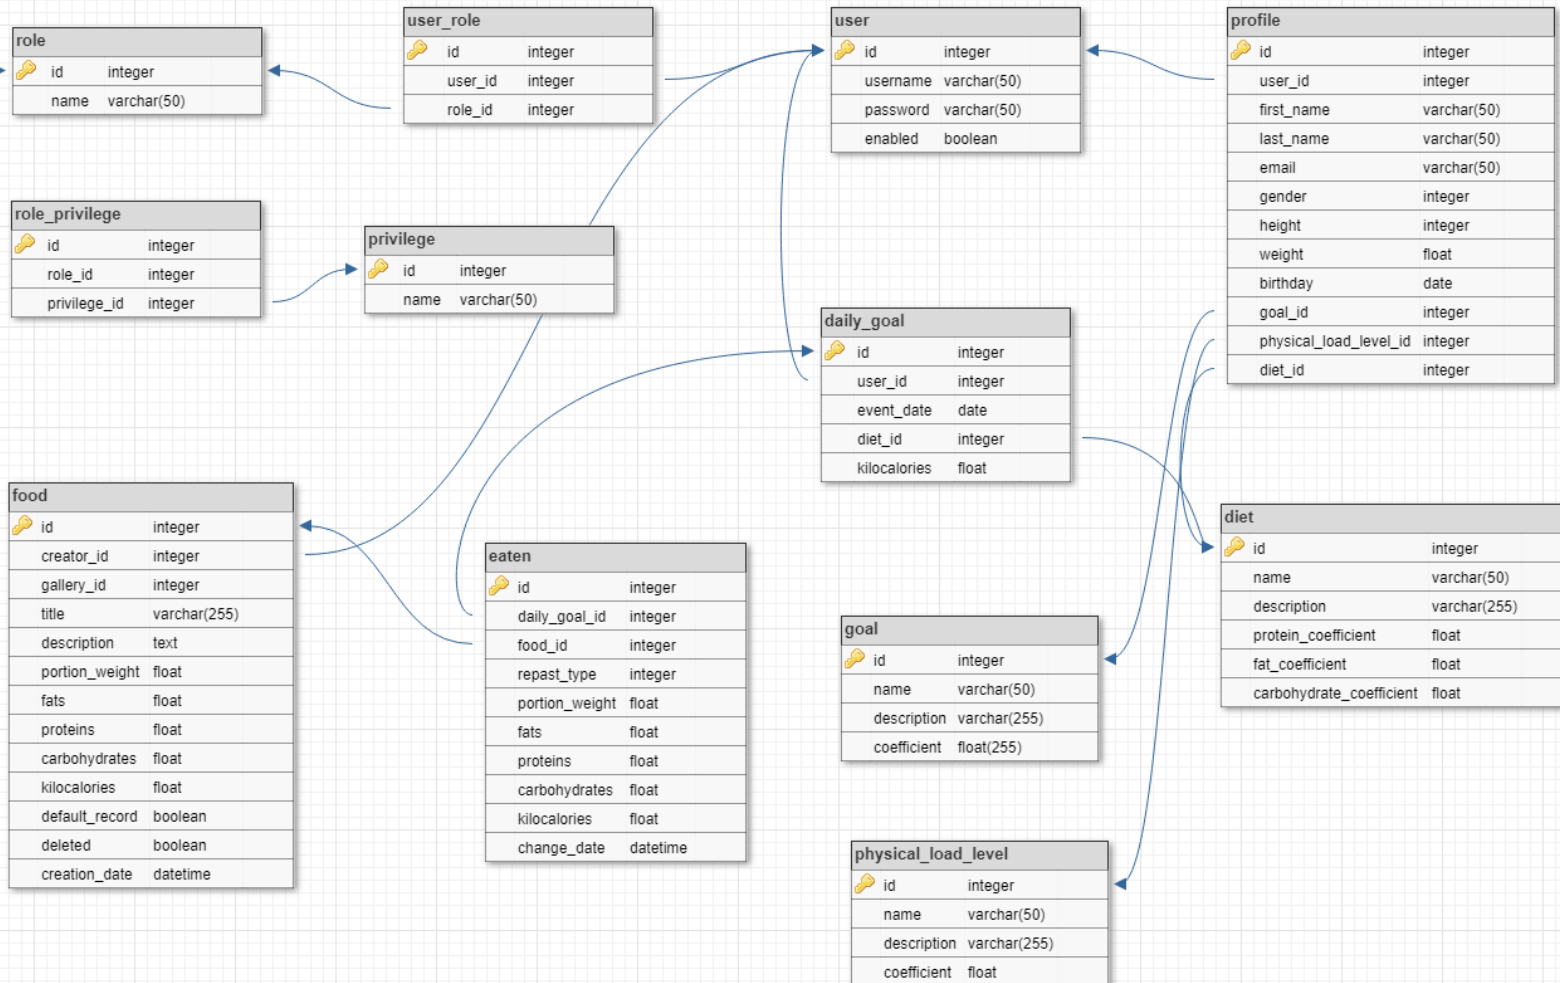 role
id integer
name varchar(50)
user_role
id integer
user_id integer
role_id integer
user
id integer
username varchar(50)
password varchar(50)
enabled boolean
profile
id integer
user_id integer
first_name varchar(50)
last_name varchar(50)
email varchar(50)
gender integer
height integer
weight float
birthday date
goal_id integer
physical_load_level_id integer
diet_id integer
role_privilege
id integer
role_id integer
privilege_id integer
privilege
id integer
name varchar(50)
daily_goal
id integer
user_id integer
event_date date
diet_id integer
kilocalories float
food
id integer
creator_id integer
gallery_id integer
title varchar(255)
description text
portion_weight float
fats float
proteins float
carbohydrates float
kilocalories float
default_record boolean
deleted boolean
creation_date datetime
eaten
id integer
daily_goal_id integer
food_id integer
repast_type integer
portion_weight float
fats float
proteins float
carbohydrates float
kilocalories float
change_date datetime
diet
id integer
name varchar(50)
description varchar(255)
protein_coefficient float
fat_coefficient float
carbohydrate_coefficient float
goal
id integer
name varchar(50)
description varchar(255)
coefficient float(255)
physical_load_level
id integer
name varchar(50)
description varchar(255)
coefficient float